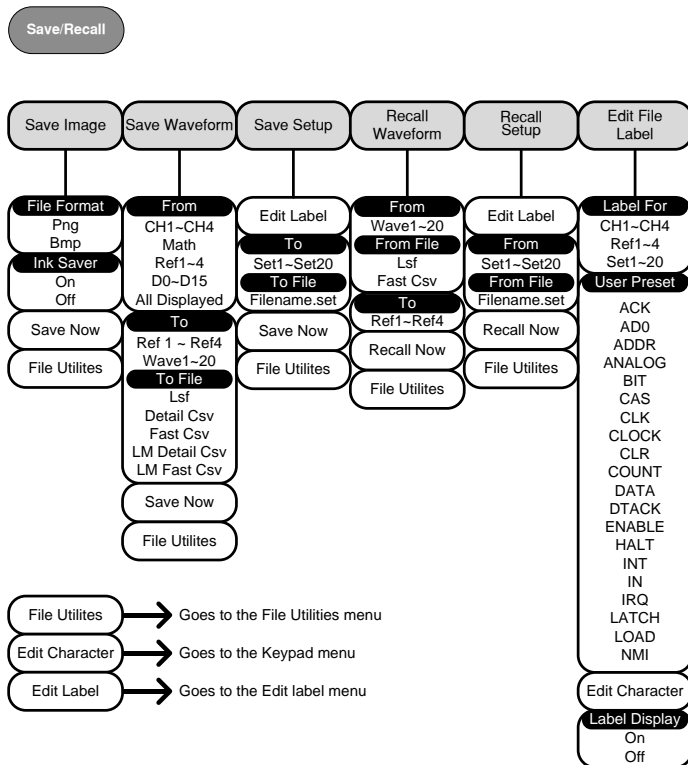 Save/Recall
Save Image
File Format
Png
Bmp
Ink Saver
On
Off
Save Now
File Utilites
Save Waveform
From
CH1~CH4
Math
Ref1~4
D0~D15
All Displayed
To
Ref 1 ~ Ref4
Wave1~20
To File
Lsf
Detail Csv
Fast Csv
LM Detail Csv
LM Fast Csv
Save Now
File Utilites
Save Setup
Edit Label
To
Set1~Set20
To File
Filename.set
Save Now
File Utilites
Recall
Waveform
From
Wave1~20
From File
Lsf
Fast Csv
To
Ref1~Ref4
Recall Now
File Utilites
Recall
Setup
Edit Label
From
Set1~Set20
From File
Filename.set
Recall Now
File Utilites
Edit File
Label
Label For
CH1~CH4
Ref1~4
Set1~20
User Preset
ACK
AD0
ADDR
ANALOG
BIT
CAS
CLK
CLOCK
CLR
COUNT
DATA
DTACK
ENABLE
HALT
INT
IN
IRQ
LATCH
LOAD
NMI
Edit Character
Label Display
On
Off
File Utilites Goes to the File Utilities menu
Edit Character Goes to the Keypad menu
Edit Label Goes to the Edit label menu